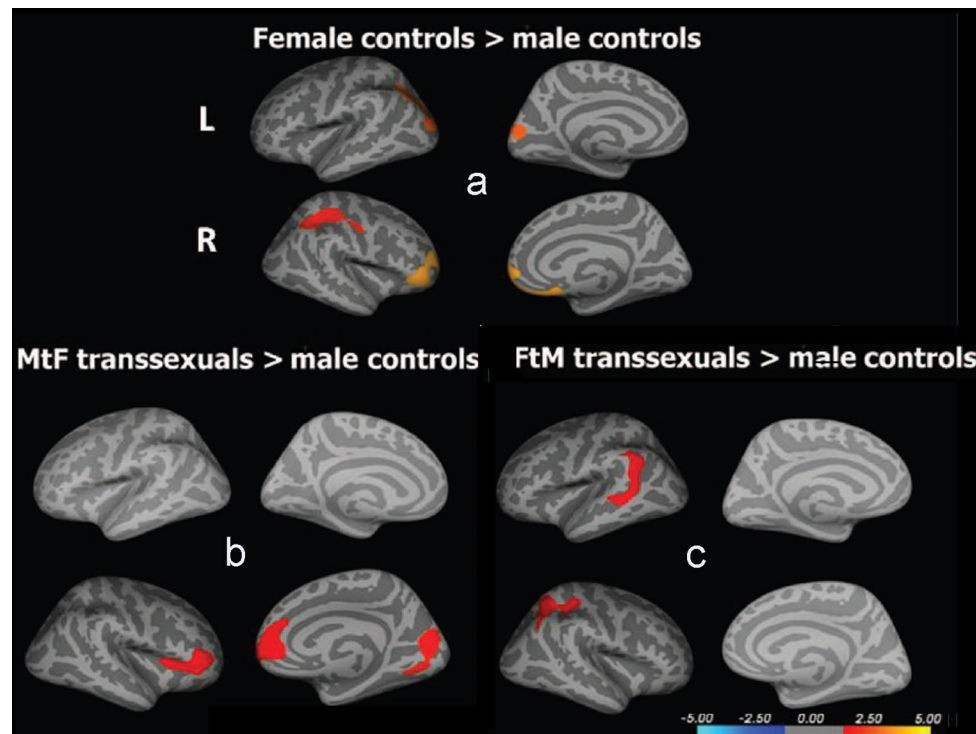 Female controls > male controls
L
a
R
MtF transsexuals > male controls
FtM transsexuals > male controls
b
c
-5.00 -2.50 0.00 2.50 5.00